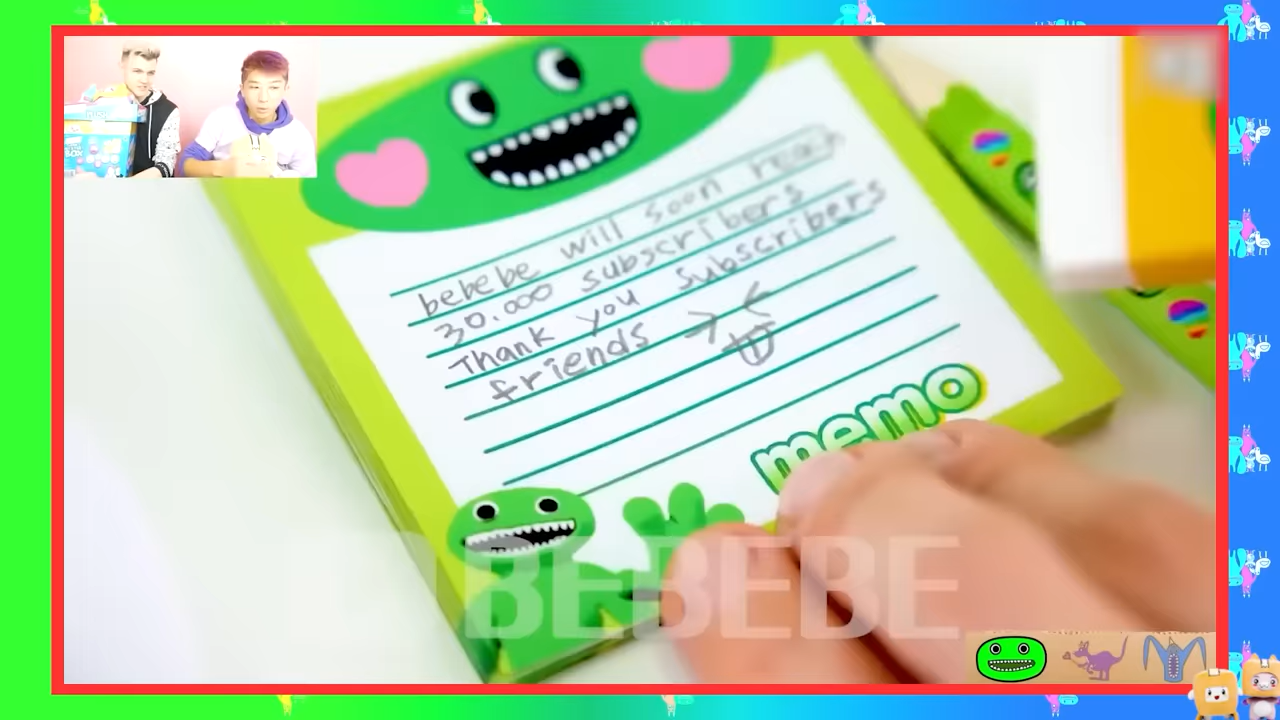 bebebe will soon reach
30.000 subscribers
Thank you subscribers
friends > <
memo
BEBEBE